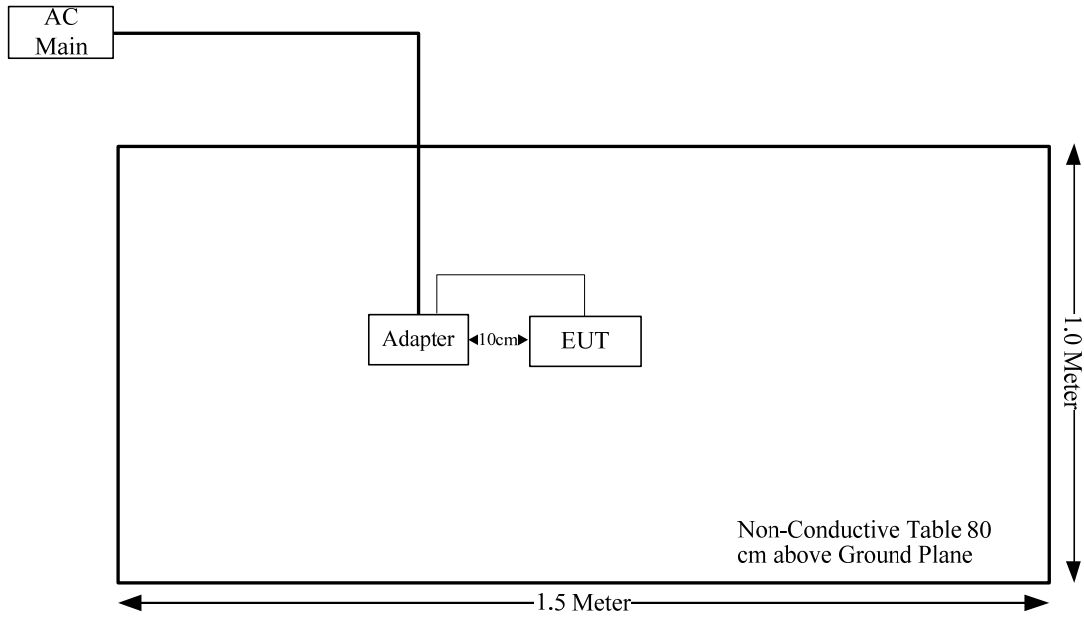 AC
Main
Adapter
10cm
EUT
1.0 Meter
Non-Conductive Table 80
cm above Ground Plane
1.5 Meter